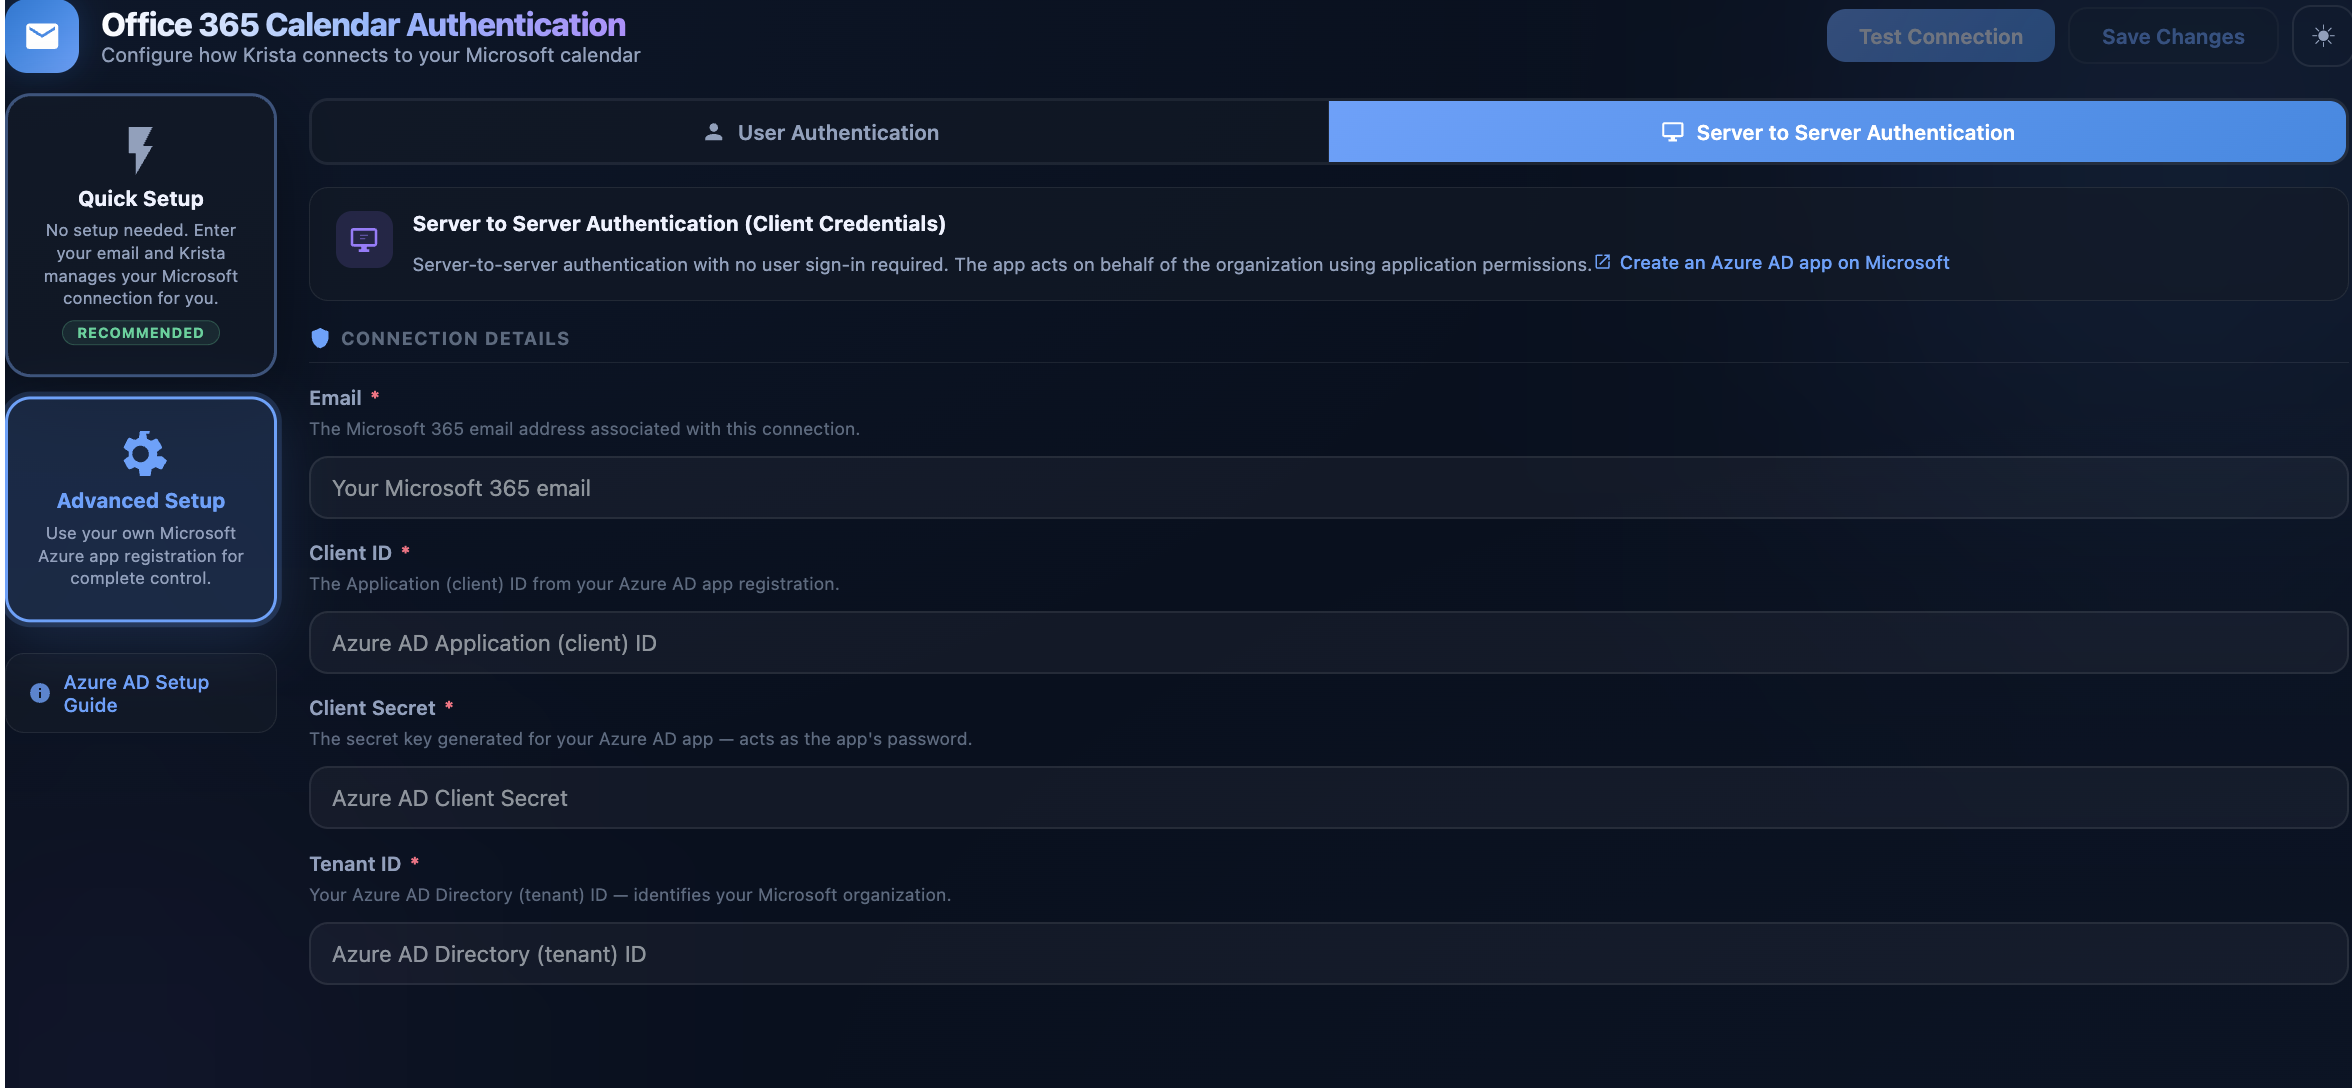 Office 365 Calendar Authentication
Configure how Krista connects to your Microsoft calendar
Test Connection
Save Changes
Quick Setup
No setup needed. Enter
your email and Krista
manages your Microsoft
connection for you.
RECOMMENDED
Advanced Setup
Use your own Microsoft
Azure app registration for
complete control.
Azure AD Setup
Guide
User Authentication
Server to Server Authentication
Server to Server Authentication (Client Credentials)
Server-to-server authentication with no user sign-in required. The app acts on behalf of the organization using application permissions. Create an Azure AD app on Microsoft
CONNECTION DETAILS
Email *
The Microsoft 365 email address associated with this connection.
Your Microsoft 365 email
Client ID *
The Application (client) ID from your Azure AD app registration.
Azure AD Application (client) ID
Client Secret *
The secret key generated for your Azure AD app — acts as the app's password.
Azure AD Client Secret
Tenant ID *
Your Azure AD Directory (tenant) ID — identifies your Microsoft organization.
Azure AD Directory (tenant) ID